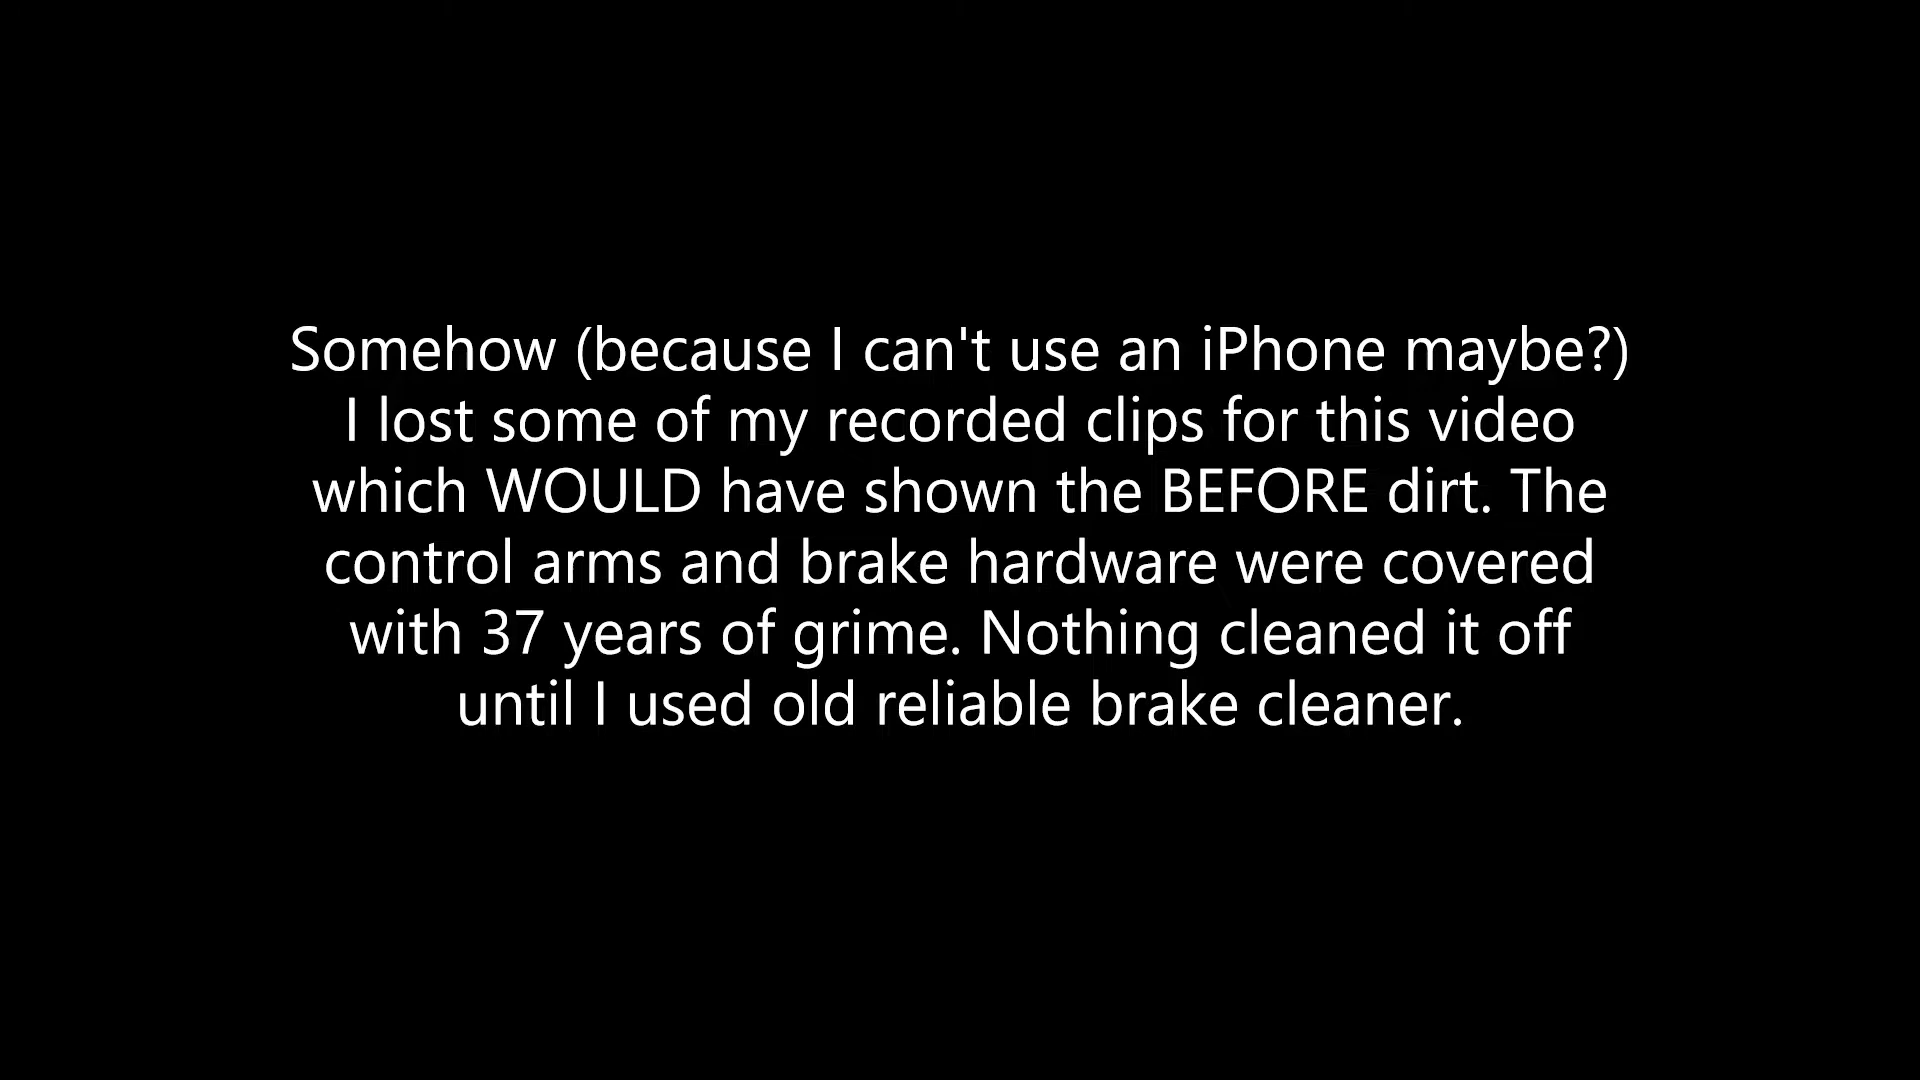 Somehow (because I can't use an iPhone maybe?)
I lost some of my recorded clips for this video
which WOULD have shown the BEFORE dirt. The
control arms and brake hardware were covered
with 37 years of grime. Nothing cleaned it off
until I used old reliable brake cleaner.